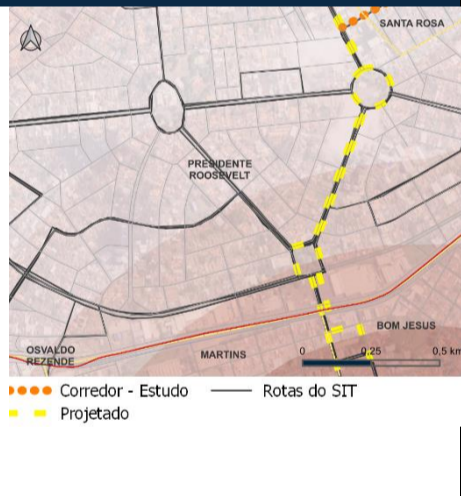 SANTA ROSA
PRESIDENTE
ROOSEVELT
BOM JESUS
OSVALDO
REZENDE
MARTINS
0 0,25 0,5 km
Corredor - Estudo Rotas do SIT
Projetado